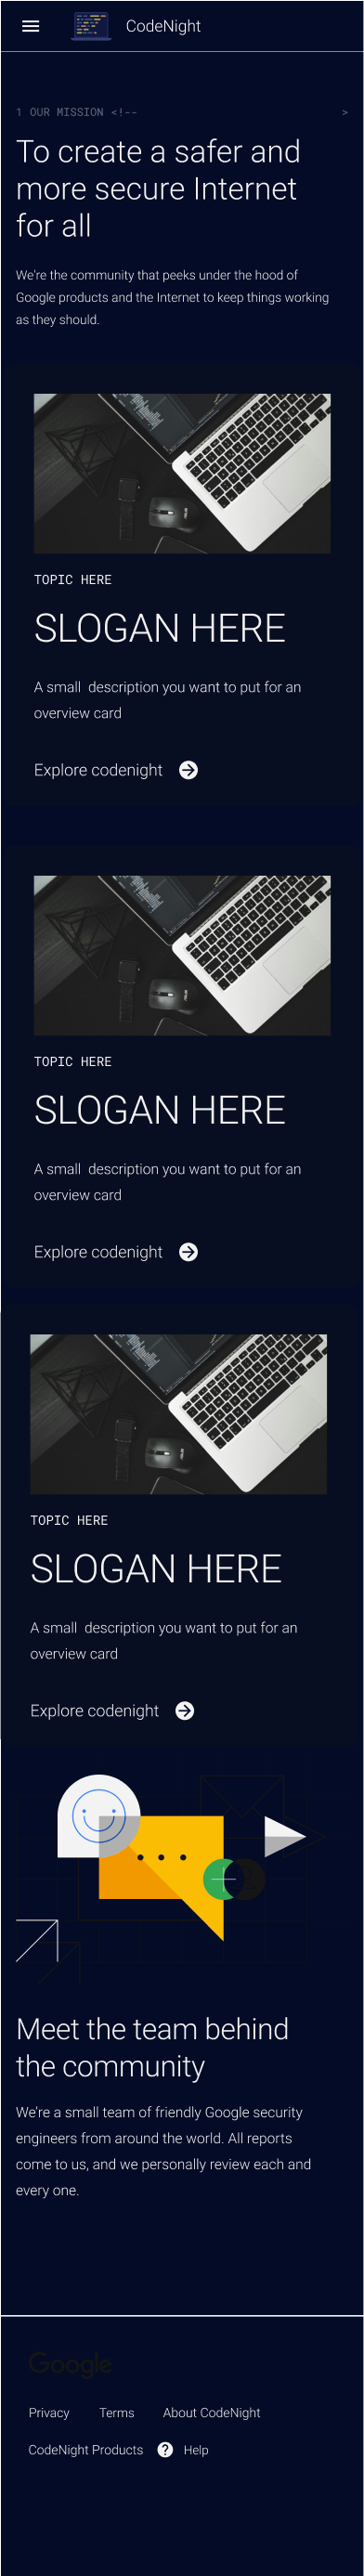 CodeNight
1 OUR MISSION <!-- >
To create a safer and
more secure Internet
for all
We're the community that peeks under the hood of
Google products and the Internet to keep things working
as they should.
TOPIC HERE
SLOGAN HERE
A small  description you want to put for an
overview card
Explore codenight
TOPIC HERE
SLOGAN HERE
A small  description you want to put for an
overview card
Explore codenight
TOPIC HERE
SLOGAN HERE
A small  description you want to put for an
overview card
Explore codenight
Meet the team behind
the community
We're a small team of friendly Google security
engineers from around the world. All reports
come to us, and we personally review each and
every one.
Google
Privacy Terms About CodeNight
CodeNight Products ? Help